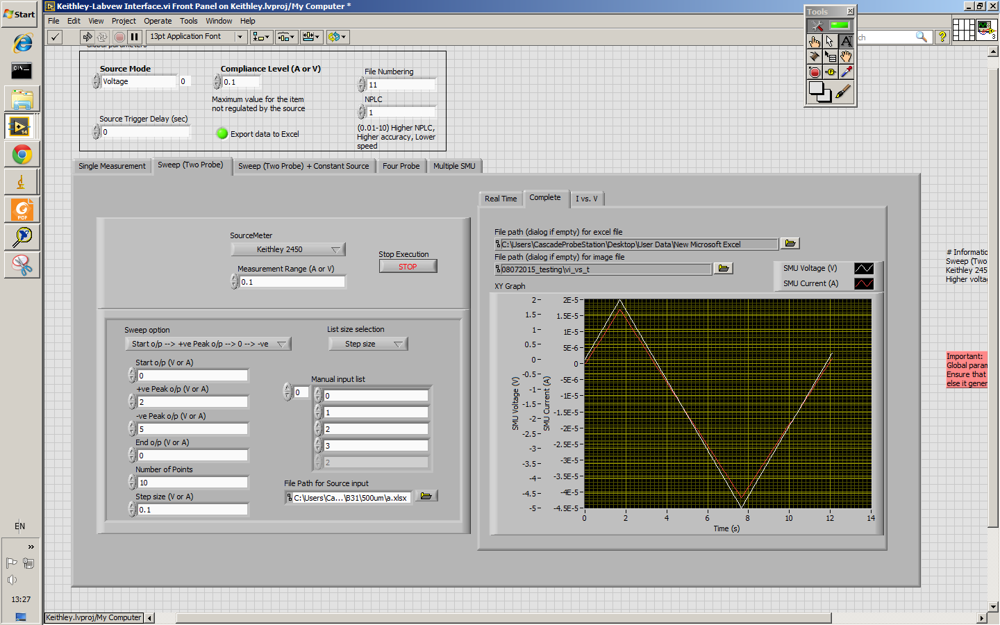 Start
Keithley-Labvew Interface.vi Front Panel on Keithley.lvproj/My Computer *
File Edit View Project Operate Tools Window Help
13pt Application Font
Tools
ch
3
Global parameters
Source Mode
Voltage 0
Compliance Level (A or V)
0.1
Maximum value for the item
not regulated by the source
File Numbering
11
NPLC
1
(0.01-10) Higher NPLC,
Higher accuracy, Lower
speed
Source Trigger Delay (sec)
0
Export data to Excel
Single Measurement Sweep (Two Probe) Sweep (Two Probe) + Constant Source Four Probe Multiple SMU
SourceMeter
Keithley 2450
Measurement Range (A or V)
0.1
Stop Execution
STOP
Sweep option
Start o/p --> +ve Peak o/p --> 0 --> -ve
List size selection
Step size
Start o/p (V or A)
0
+ve Peak o/p (V or A)
2
-ve Peak o/p (V or A)
5
End o/p (V or A)
0
Number of Points
10
Step size (V or A)
0.1
Manual input list
0
0
1
2
3
2
File Path for Source input
C:\Users\Ca...\B31\500um\a.xlsx
Real Time Complete I vs. V
File path (dialog if empty) for excel file
C:\Users\CascadeProbeStation\Desktop\User Data\New Microsoft Excel
File path (dialog if empty) for image file
08072015_testing\vi_vs_t
XY Graph
SMU Voltage (V)
SMU Current (A)
2
1.5
1
0.5
0
-0.5
-1
-1.5
-2
-2.5
-3
-3.5
-4
-4.5
-5
SMU Voltage (V)
2E-5
1.5E-5
1E-5
5E-6
0
-5E-6
-1E-5
-1.5E-5
-2E-5
-2.5E-5
-3E-5
-3.5E-5
-4E-5
-4.5E-5
SMU Current (A)
0 2 4 6 8 10 12 14
Time (s)
# Informatio
Sweep (Two
Keithley 245
Higher voltag
Important:
Global param
Ensure that
else it gener
C:\
14
PDF
EN
13:27
Keithley.lvproj/My Computer